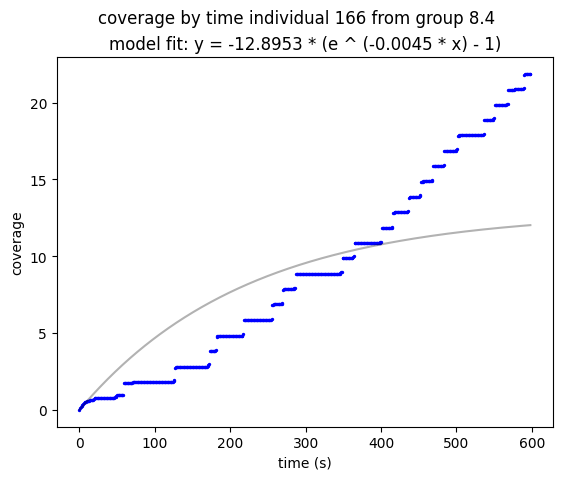 coverage by time individual 166 from group 8.4
model fit: y = -12.8953 * (e ^ (-0.0045 * x) - 1)
coverage
20
15
10
5
0
0 100 200 300 400 500 600
time (s)